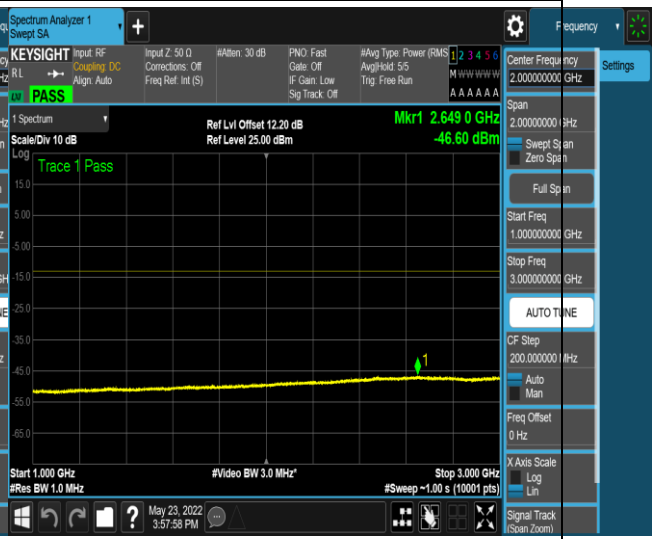 Spectrum Analyzer 1
Swept SA
Frequency
KEYSIGHT
Input: RF
Input Z: 50 Ω
#Atten: 30 dB
PNO: Fast
#Avg Type: Power (RMS
1 2 3 4 5 6
RL
Coupling: DC
Corrections: Off
Gate: Off
Avg|Hold: 5/5
M W W W W W
Align: Auto
Freq Ref: Int (S)
IF Gain: Low
Trig: Free Run
Sig Track: Off
A A A A A A
PASS
1 Spectrum
Scale/Div 10 dB
Log
Ref Lvl Offset 12.20 dB
Ref Level 25.00 dBm
Mkr1 2.649 0 GHz
-46.60 dBm
Trace 1 Pass
15.0
5.00
-5.00
-15.0
-25.0
-35.0
-45.0
-55.0
-65.0
1
Start 1.000 GHz
#Video BW 3.0 MHz*
Stop 3.000 GHz
#Res BW 1.0 MHz
#Sweep ~1.00 s (10001 pts)
May 23, 2022
3:57:58 PM
?
Center Frequency
2.000000000 GHz
Settings
Span
2.00000000 GHz
Swept Span
Zero Span
Full Span
Start Freq
1.000000000 GHz
Stop Freq
3.000000000 GHz
AUTO TUNE
CF Step
200.000000 MHz
Auto
Man
Freq Offset
0 Hz
X Axis Scale
Log
Lin
Signal Track
(Span Zoom)